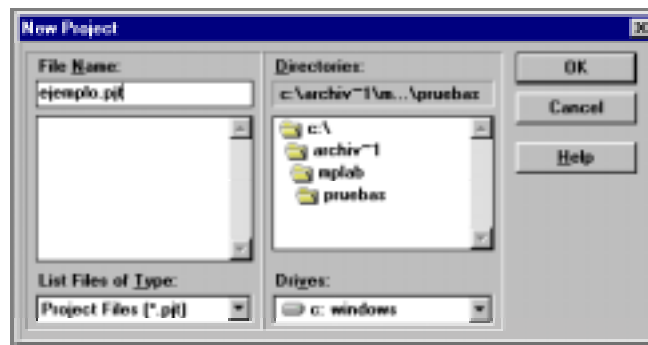 New Project
File Name:
ejemplo.pjt
List Files of Type:
Project Files (*.pjt)
Directories:
c:\archiv~1\m...\pruebas
c:\
archiv~1
mplab
pruebas
Drives:
c: windows
OK
Cancel
Help